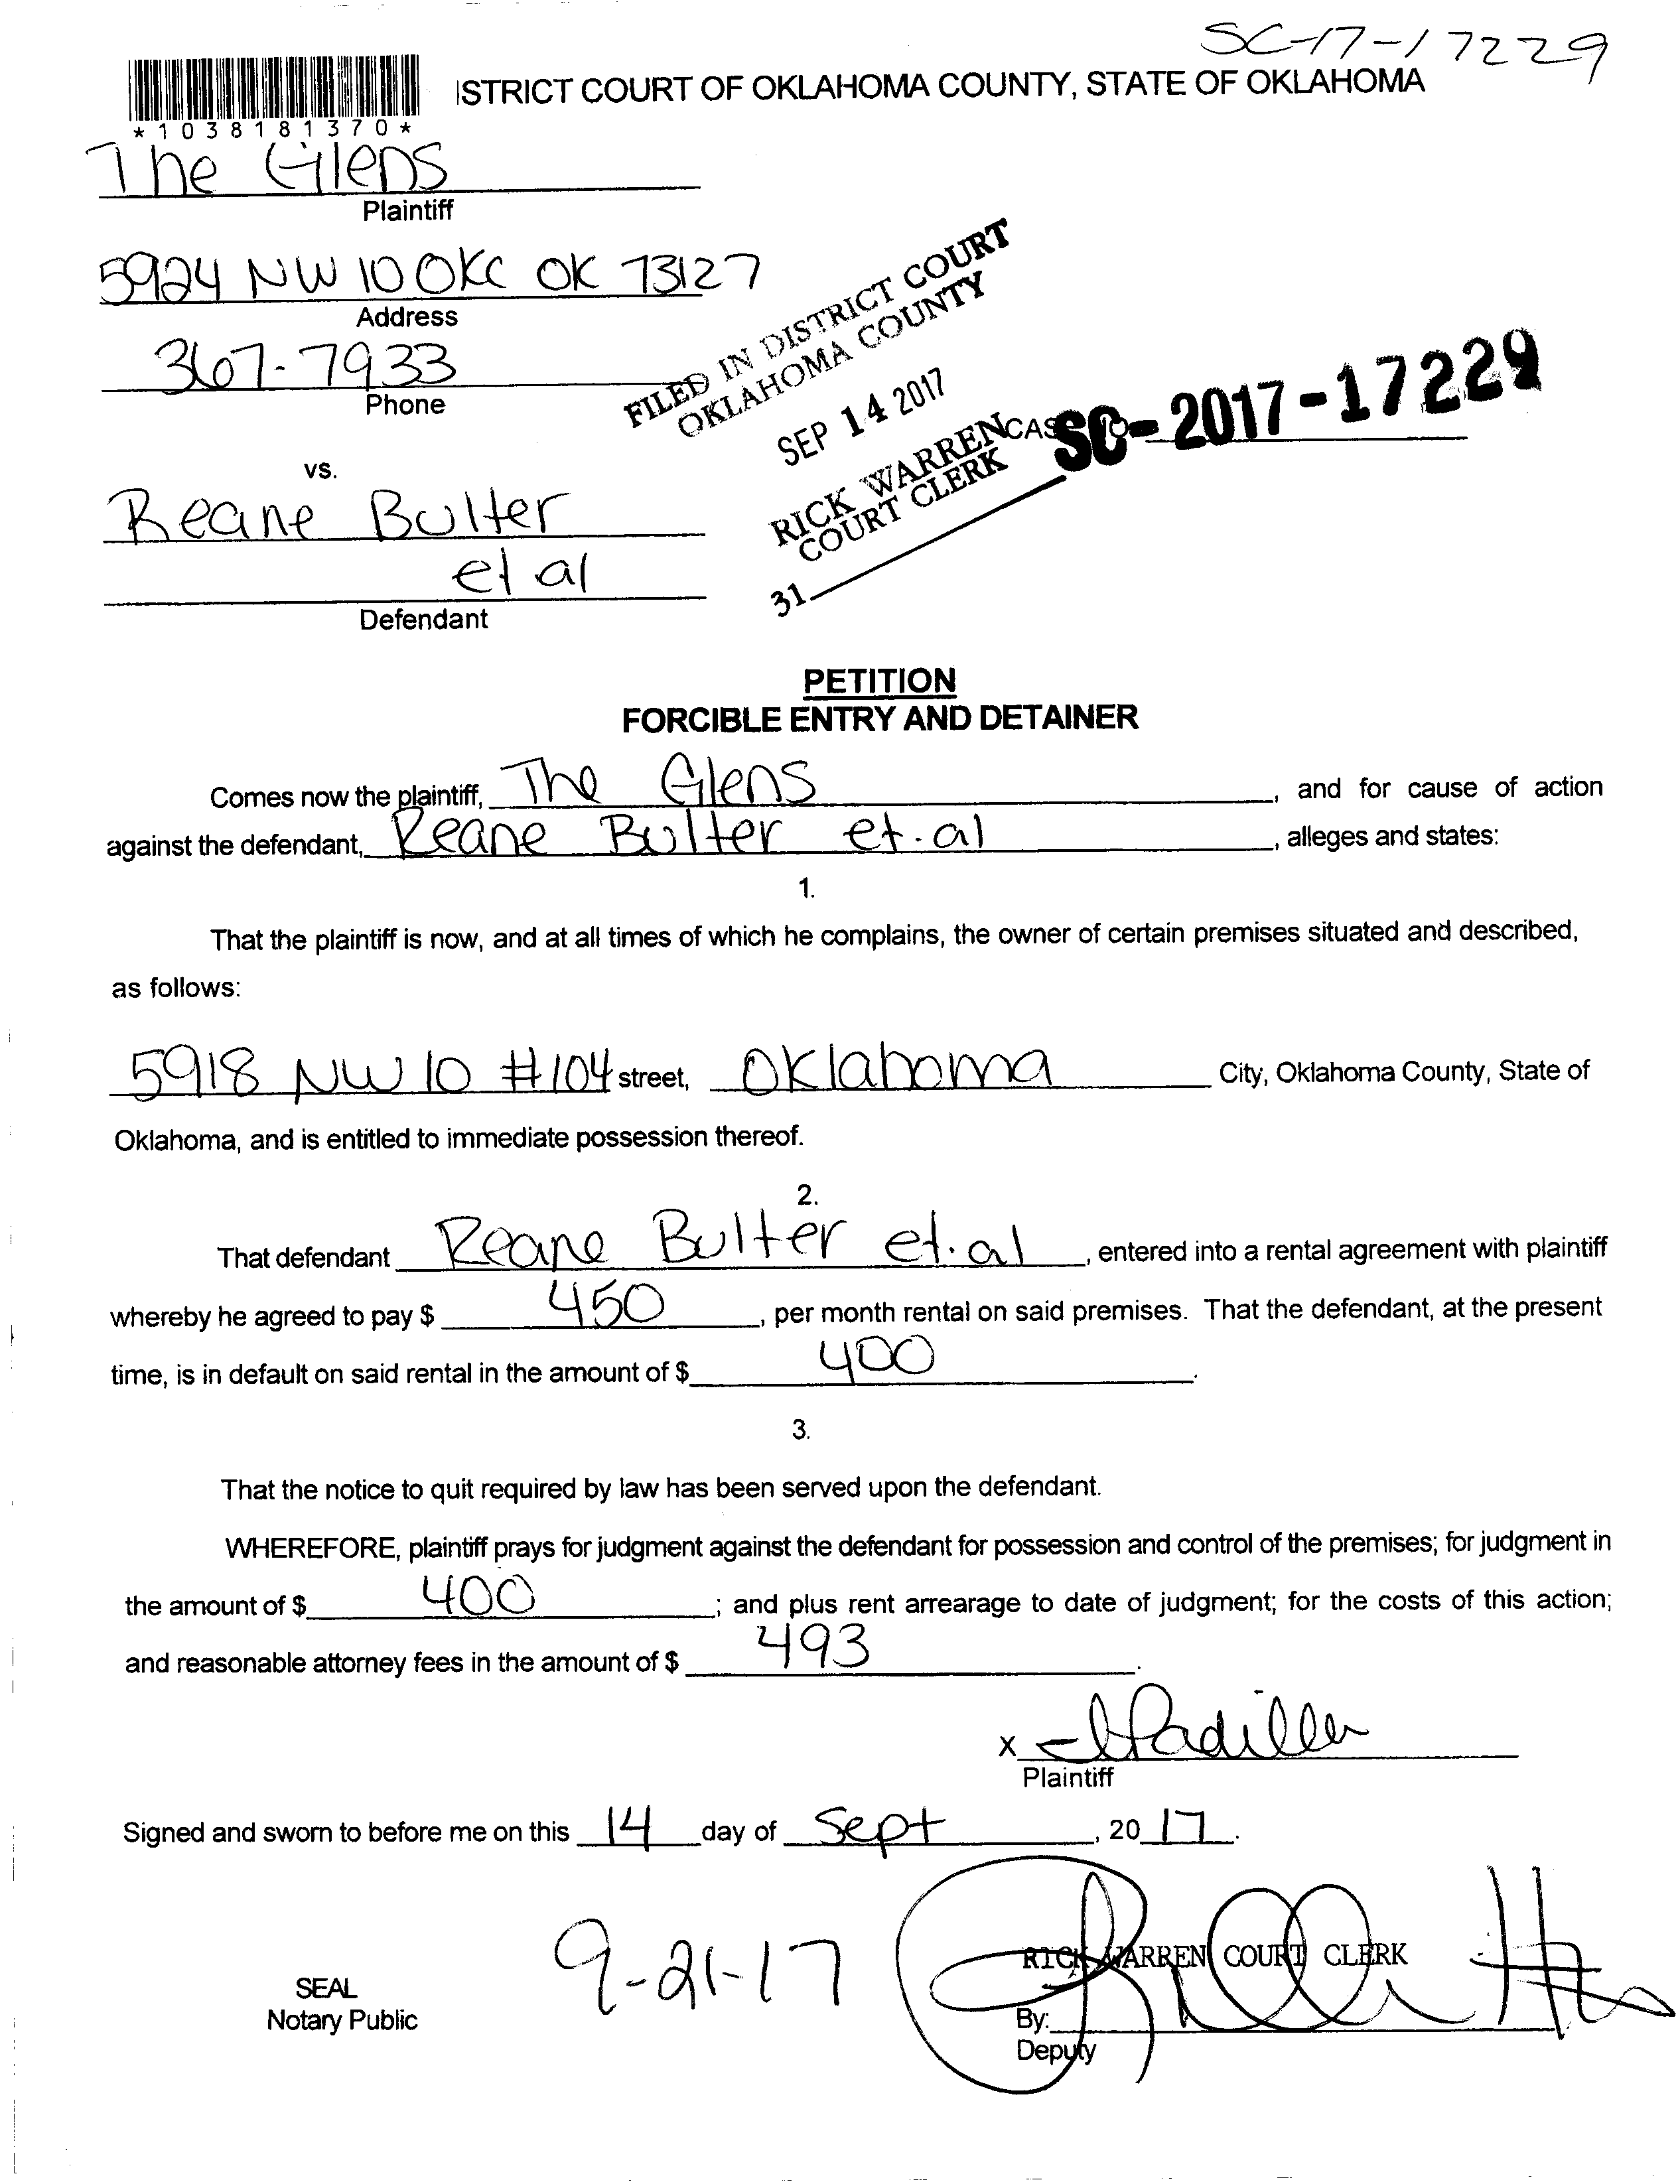 SC-17-17229
ISTRICT COURT OF OKLAHOMA COUNTY, STATE OF OKLAHOMA
*1038181370*
The Glens
Plaintiff
5924 NW 10 OKC OK 73127
Address
367-7933
Phone
FILED IN DISTRICT COURT
OKLAHOMA COUNTY
SEP 14 2017
RICK WARREN
COURT CLERK
31
CAS
SC-2017-17229
vs.
Reane Bulter
et al
Defendant
PETITION
FORCIBLE ENTRY AND DETAINER
Comes now the plaintiff, The Glens, and for cause of action
against the defendant, Reane Bulter et.al, alleges and states:
1.
That the plaintiff is now, and at all times of which he complains, the owner of certain premises situated and described,
as follows:
5918 NW 10 #104 street, Oklahoma City, Oklahoma County, State of
Oklahoma, and is entitled to immediate possession thereof.
2.
That defendant Reane Bulter et.al, entered into a rental agreement with plaintiff
whereby he agreed to pay $ 450, per month rental on said premises. That the defendant, at the present
time, is in default on said rental in the amount of $ 400.
3.
That the notice to quit required by law has been served upon the defendant.
WHEREFORE, plaintiff prays for judgment against the defendant for possession and control of the premises; for judgment in
the amount of $ 400; and plus rent arrearage to date of judgment; for the costs of this action;
and reasonable attorney fees in the amount of $ 493.
x
Plaintiff
Signed and sworn to before me on this 14 day of Sept, 20 17.
9-21-17
RICK WARREN COURT CLERK
SEAL
Notary Public
By:
Deputy